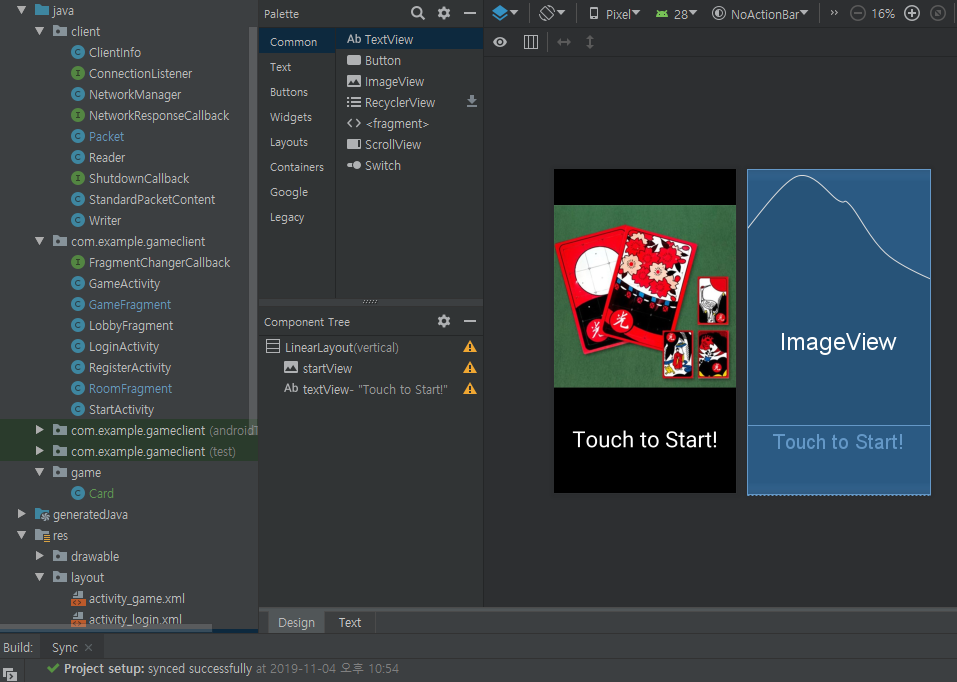 java
client
ClientInfo
ConnectionListener
NetworkManager
NetworkResponseCallback
Packet
Reader
ShutdownCallback
StandardPacketContent
Writer
com.example.gameclient
FragmentChangerCallback
GameActivity
GameFragment
LobbyFragment
LoginActivity
RegisterActivity
RoomFragment
StartActivity
com.example.gameclient (android
com.example.gameclient (test)
game
Card
generatedJava
res
drawable
layout
activity_game.xml
activity_login.xml
Palette
Common
Text
Buttons
Widgets
Layouts
Containers
Google
Legacy
Ab TextView
Button
ImageView
RecyclerView
<fragment>
ScrollView
Switch
Component Tree
LinearLayout(vertical)
startView
Ab textView- "Touch to Start!"
Pixel
28
NoActionBar
16%
光
光
Touch to Start!
ImageView
Touch to Start!
Design
Text
Build:
Sync
Project setup: synced successfully at 2019-11-04 오후 10:54